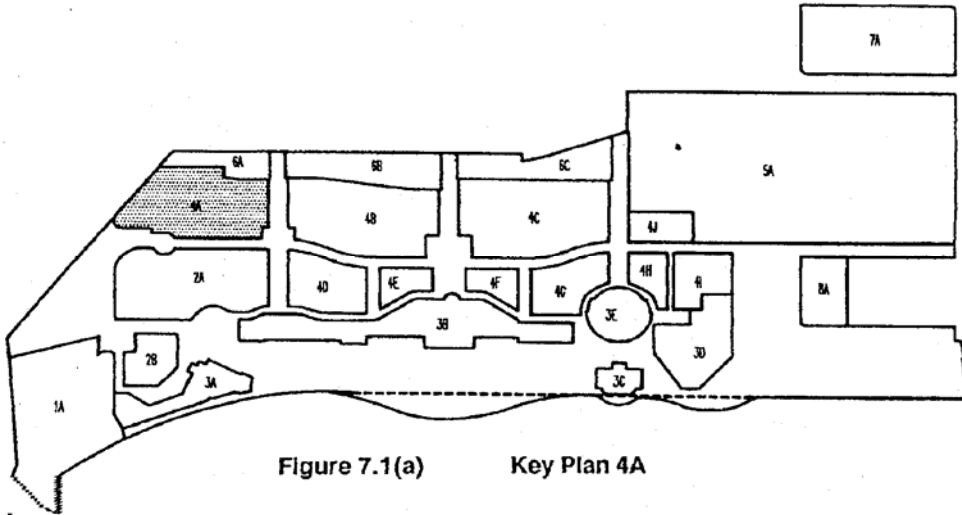 7A
6A
6B
6C
5A
4A
4B
4C
4J
2A
4D
4E
4F
4G
4H
4I
8A
3B
3E
2B
3D
3A
3C
1A
Figure 7.1(a) Key Plan 4A